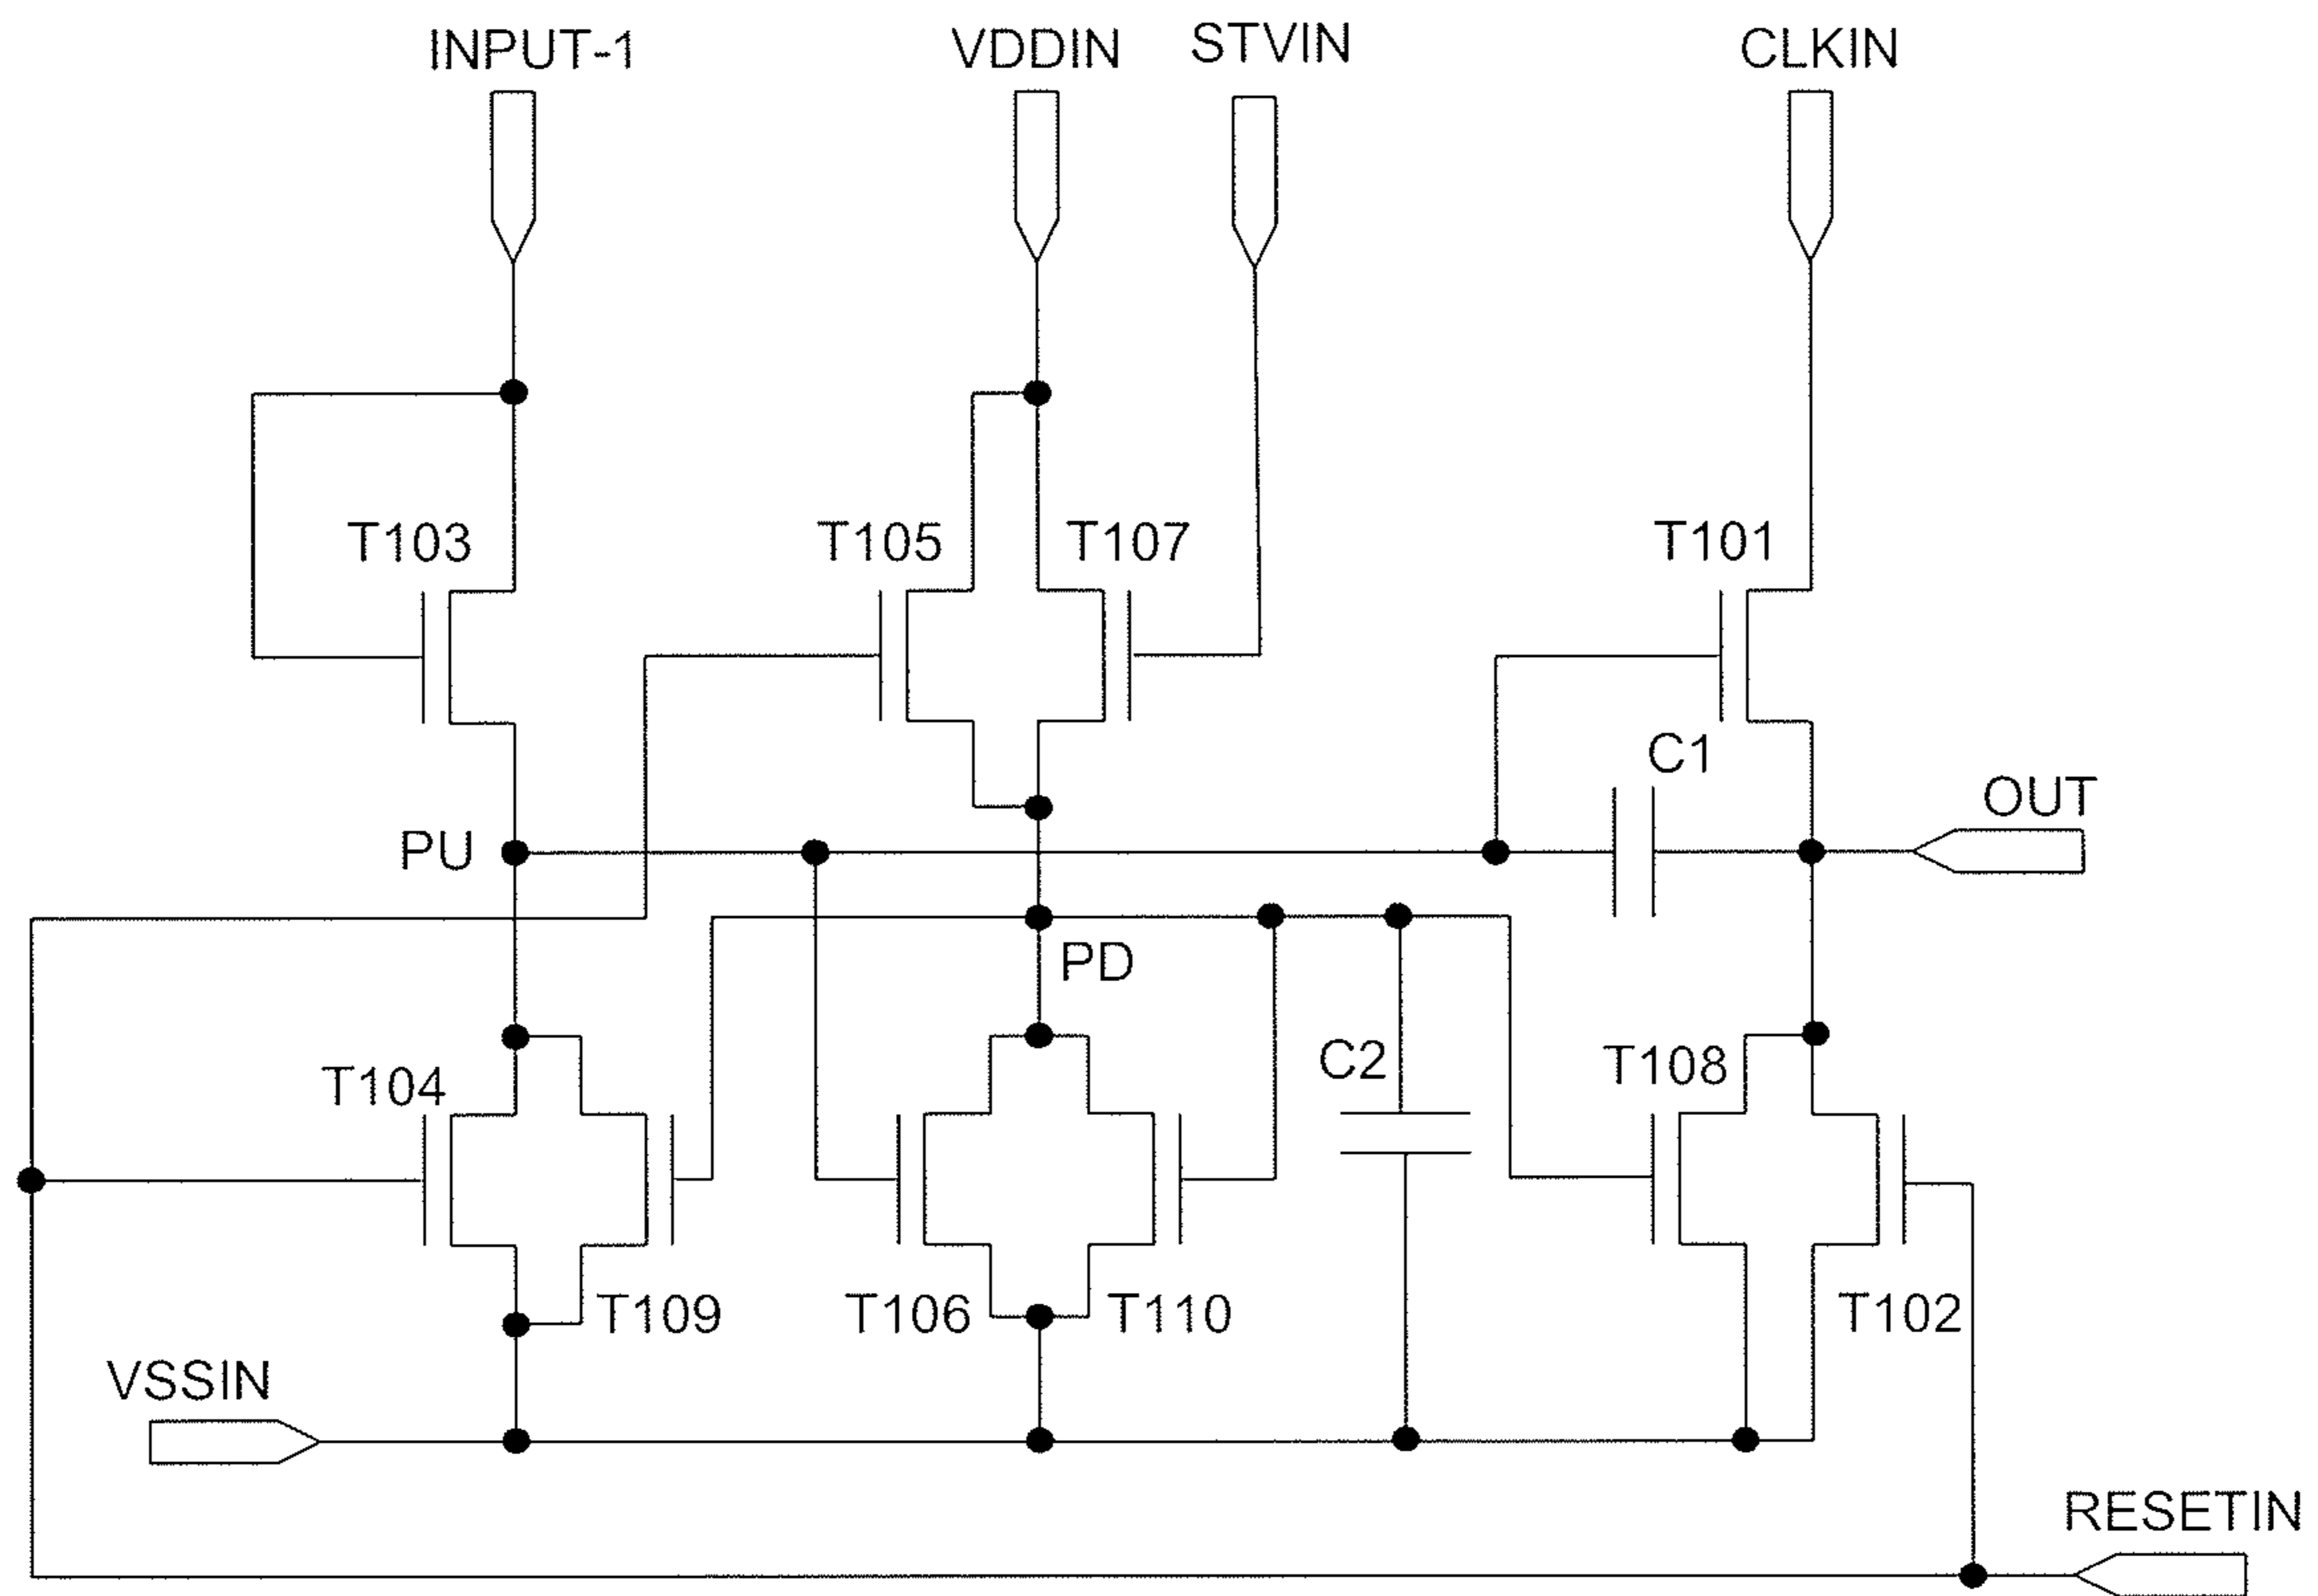 INPUT-1
VDDIN
STVIN
CLKIN
T103
T105
T107
T101
C1
OUT
PU
PD
C2
T108
T104
T109
T106
T110
T102
VSSIN
RESETIN